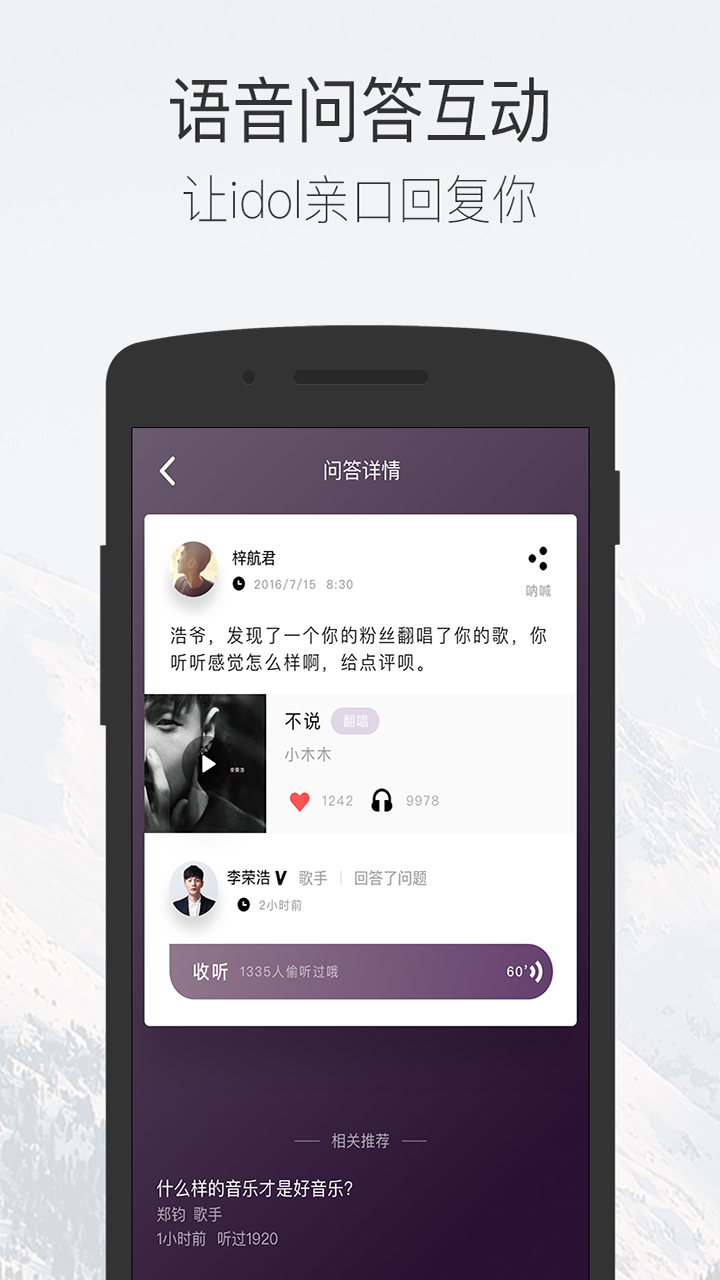 语音问答互动
让idol亲口回复你
问答详情
梓航君
2016/7/15 8:30
呐喊
浩爷，发现了一个你的粉丝翻唱了你的歌，你
听听感觉怎么样啊，给点评呗。
不说 翻唱
小木木
李荣浩
1242 9978
李荣浩 V 歌手 | 回答了问题
2小时前
收听 1335人偷听过哦 60'
相关推荐
什么样的音乐才是好音乐？
郑钧 歌手
1小时前 听过1920